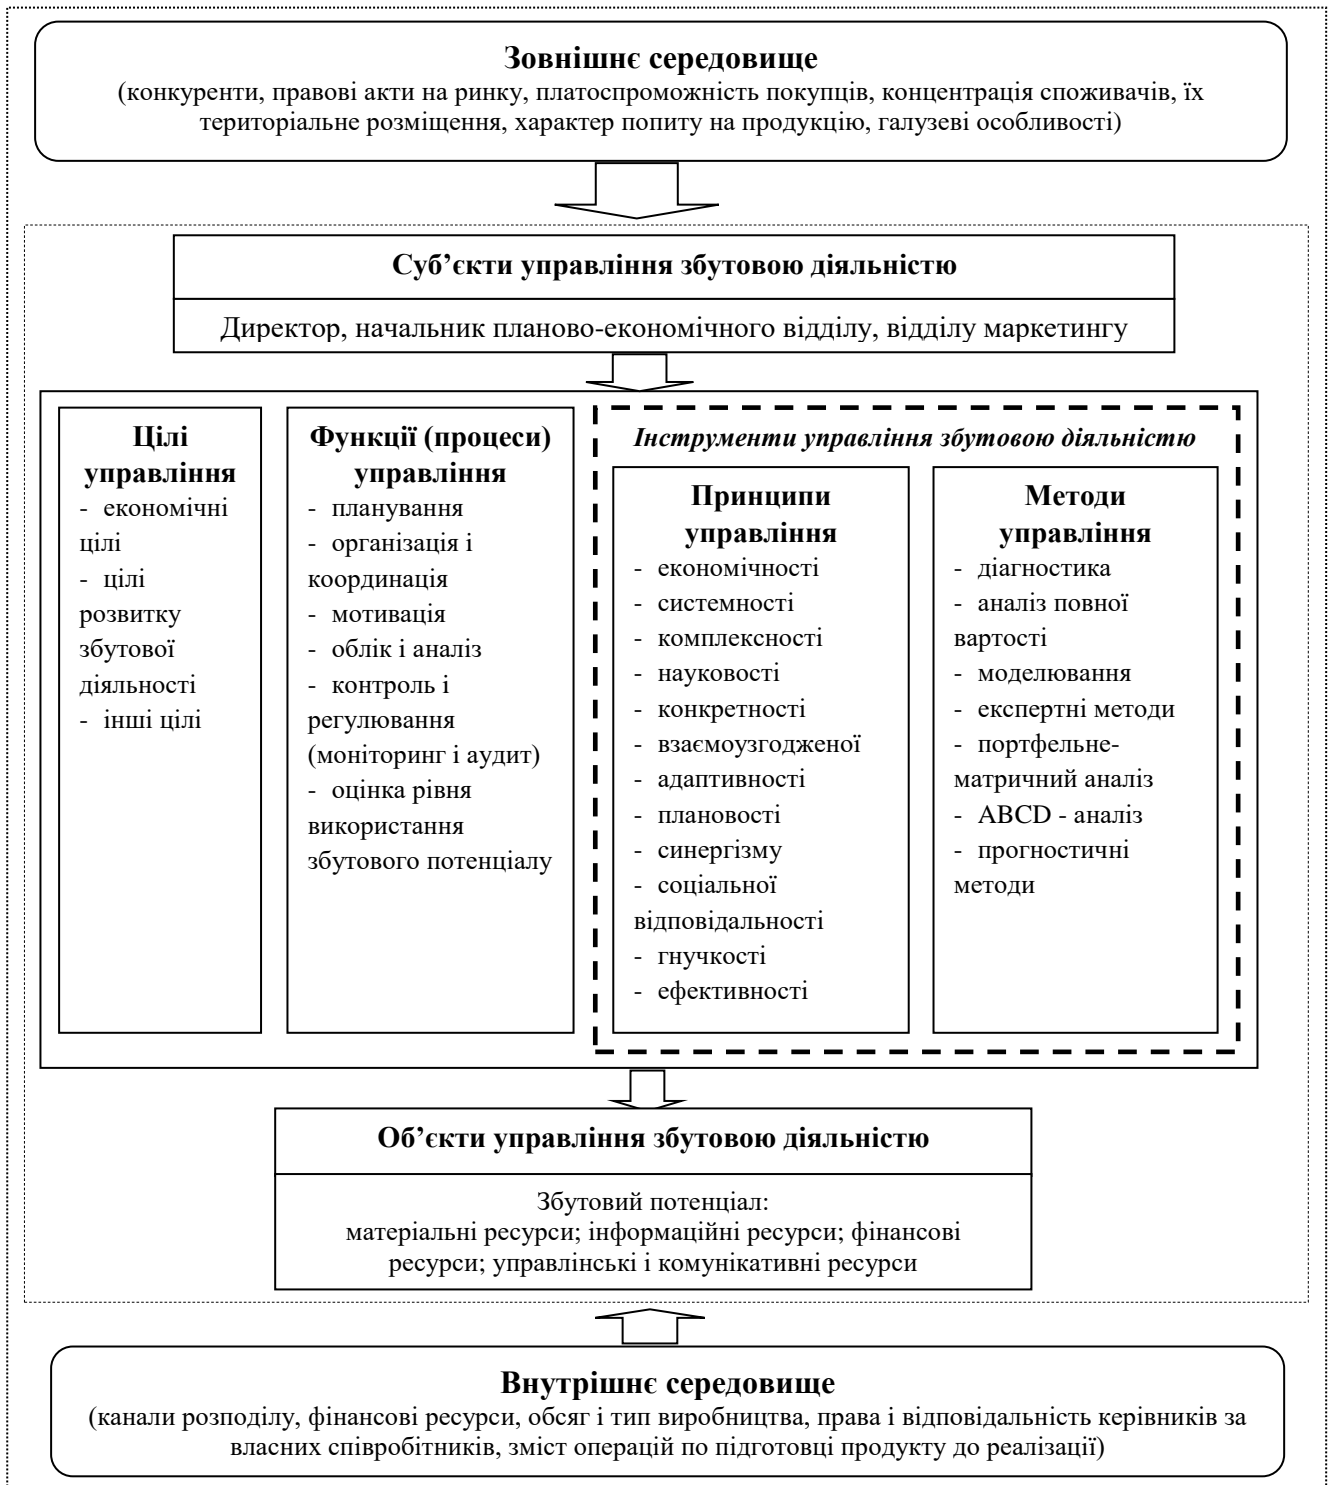 Зовнішнє середовище
(конкуренти, правові акти на ринку, платоспроможність покупців, концентрація споживачів, їх
територіальне розміщення, характер попиту на продукцію, галузеві особливості)
Суб’єкти управління збутовою діяльністю
Директор, начальник планово-економічного відділу, відділу маркетингу
Цілі
управління
- економічні
цілі
- цілі
розвитку
збутової
діяльності
- інші цілі
Функції (процеси)
управління
- планування
- організація і
координація
- мотивація
- облік і аналіз
- контроль і
регулювання
(моніторинг і аудит)
- оцінка рівня
використання
збутового потенціалу
Інструменти управління збутовою діяльністю
Принципи
управління
- економічності
- системності
- комплексності
- науковості
- конкретності
- взаємоузгодженої
- адаптивності
- плановості
- синергізму
- соціальної
відповідальності
- гнучкості
- ефективності
Методи
управління
- діагностика
- аналіз повної
вартості
- моделювання
- експертні методи
- портфельне-
матричний аналіз
- ABCD - аналіз
- прогностичні
методи
Об’єкти управління збутовою діяльністю
Збутовий потенціал:
матеріальні ресурси; інформаційні ресурси; фінансові
ресурси; управлінські і комунікативні ресурси
Внутрішнє середовище
(канали розподілу, фінансові ресурси, обсяг і тип виробництва, права і відповідальність керівників за
власних співробітників, зміст операцій по підготовці продукту до реалізації)